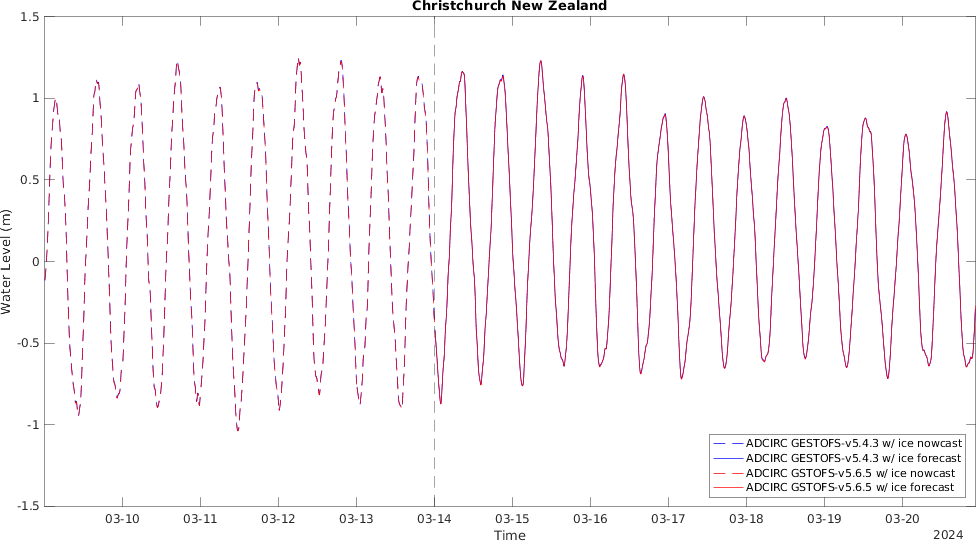 Christchurch New Zealand
1.5
1
0.5
0
-0.5
-1
-1.5
Water Level (m)
ADCIRC GESTOFS-v5.4.3 w/ ice nowcast
ADCIRC GESTOFS-v5.4.3 w/ ice forecast
ADCIRC GSTOFS-v5.6.5 w/ ice nowcast
ADCIRC GSTOFS-v5.6.5 w/ ice forecast
03-10 03-11 03-12 03-13 03-14 03-15 03-16 03-17 03-18 03-19 03-20
Time
2024